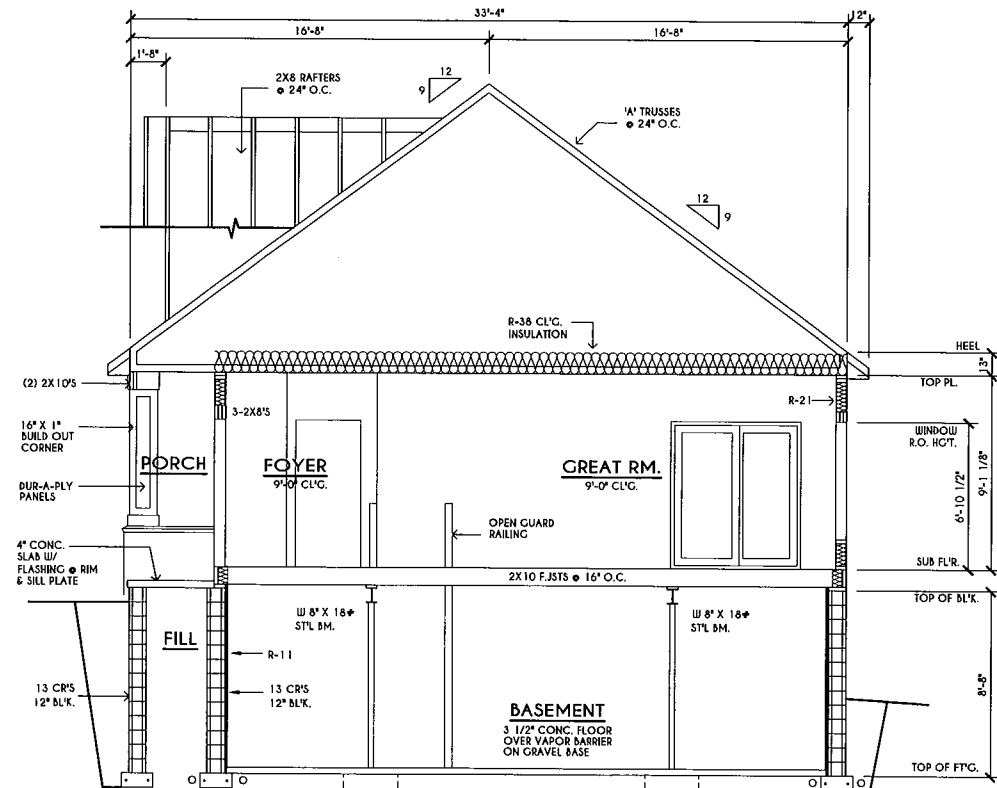 33'-4"
12"
16'-8"
16'-8"
1'-8"
2X8 RAFTERS
@ 24" O.C.
12
9
'A' TRUSSES
@ 24" O.C.
12
9
R-38 CL'G.
INSULATION
HEEL
13"
TOP PL.
(2) 2X10'S
3-2X8'S
R-21
16" X 1"
BUILD OUT
CORNER
WINDOW
R.O. HG'T.
PORCH
FOYER
9'-0" CL'G.
GREAT RM.
9'-0" CL'G.
6'-10 1/2"
9'-1 1/8"
DUR-A-PLY
PANELS
OPEN GUARD
RAILING
4" CONC.
SLAB W/
FLASHING @ RIM
& SILL PLATE
SUB FL'R.
2X10 F.JSTS @ 16" O.C.
TOP OF BL'K.
W 8" X 18#
ST'L BM.
W 8" X 18#
ST'L BM.
FILL
R-11
13 CR'S
12" BL'K.
13 CR'S
12" BL'K.
8'-8"
BASEMENT
3 1/2" CONC. FLOOR
OVER VAPOR BARRIER
ON GRAVEL BASE
TOP OF FT'G.